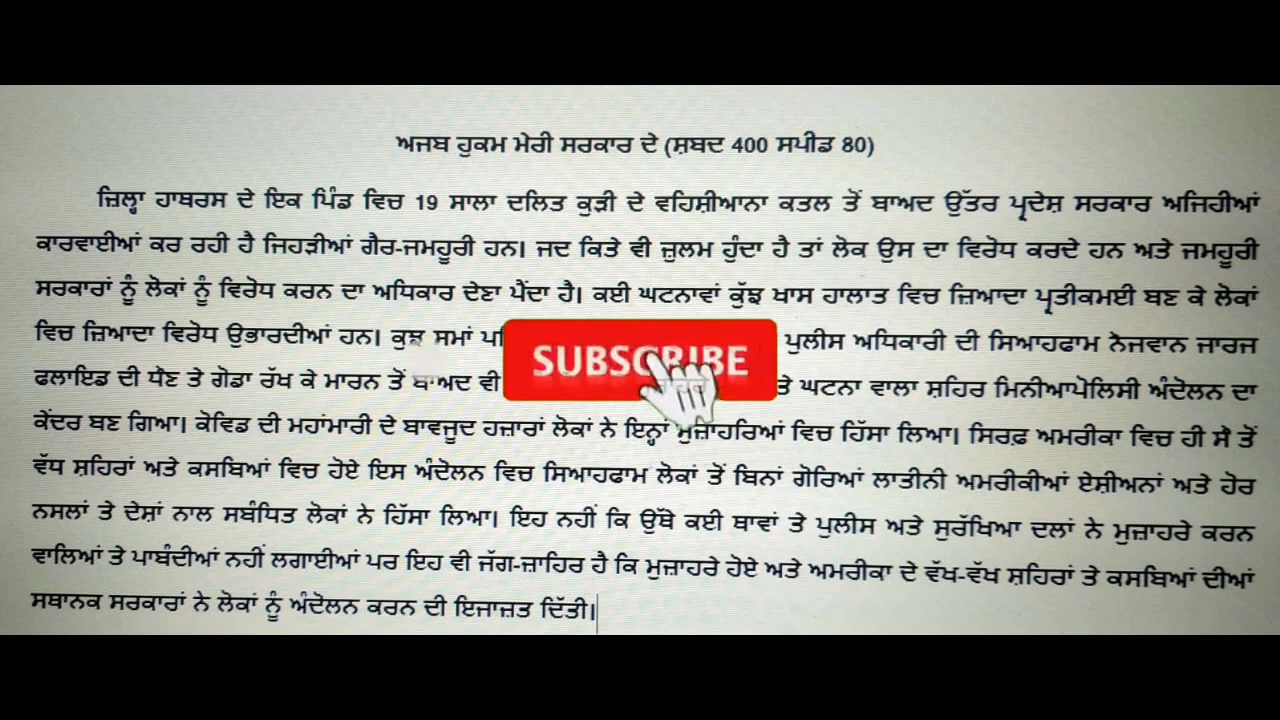 ਅਜਬ ਹੁਕਮ ਮੇਰੀ ਸਰਕਾਰ ਦੇ (ਸ਼ਬਦ 400 ਸਪੀਡ 80)
ਜ਼ਿਲ੍ਹਾ ਹਾਥਰਸ ਦੇ ਇਕ ਪਿੰਡ ਵਿਚ 19 ਸਾਲਾ ਦਲਿਤ ਕੁੜੀ ਦੇ ਵਹਿਸ਼ੀਆਨਾ ਕਤਲ ਤੋਂ ਬਾਅਦ ਉੱਤਰ ਪ੍ਰਦੇਸ਼ ਸਰਕਾਰ ਅਜਿਹੀਆਂ
ਕਾਰਵਾਈਆਂ ਕਰ ਰਹੀ ਹੈ ਜਿਹੜੀਆਂ ਗੈਰ-ਜਮਹੂਰੀ ਹਨ। ਜਦ ਕਿਤੇ ਵੀ ਜ਼ੁਲਮ ਹੁੰਦਾ ਹੈ ਤਾਂ ਲੋਕ ਉਸ ਦਾ ਵਿਰੋਧ ਕਰਦੇ ਹਨ ਅਤੇ ਜਮਹੂਰੀ
ਸਰਕਾਰਾਂ ਨੂੰ ਲੋਕਾਂ ਨੂੰ ਵਿਰੋਧ ਕਰਨ ਦਾ ਅਧਿਕਾਰ ਦੇਣਾ ਪੈਂਦਾ ਹੈ। ਕਈ ਘਟਨਾਵਾਂ ਕੁੱਝ ਖਾਸ ਹਾਲਾਤ ਵਿਚ ਜ਼ਿਆਦਾ ਪ੍ਰਤੀਕਮਈ ਬਣ ਕੇ ਲੋਕਾਂ
ਵਿਚ ਜ਼ਿਆਦਾ ਵਿਰੋਧ ਉਭਾਰਦੀਆਂ ਹਨ। ਕੁਝ ਸਮਾਂ ਪੁਲੀਸ ਅਧਿਕਾਰੀ ਦੀ ਸਿਆਹਫਾਮ ਨੌਜਵਾਨ ਜਾਰਜ
SUBSCRIBE
ਫਲਾਇਡ ਦੀ ਧੌਣ ਤੇ ਗੋਡਾ ਰੱਖ ਕੇ ਮਾਰਨ ਤੋਂ ਬਾਅਦ ਵੀ ਤੇ ਘਟਨਾ ਵਾਲਾ ਸ਼ਹਿਰ ਮਿਨੀਆਪੋਲਿਸੀ ਅੰਦੋਲਨ ਦਾ
ਕੇਂਦਰ ਬਣ ਗਿਆ। ਕੋਵਿਡ ਦੀ ਮਹਾਂਮਾਰੀ ਦੇ ਬਾਵਜੂਦ ਹਜ਼ਾਰਾਂ ਲੋਕਾਂ ਨੇ ਇਨ੍ਹਾਂ ਮੁਜ਼ਾਹਰਿਆਂ ਵਿਚ ਹਿੱਸਾ ਲਿਆ। ਸਿਰਫ਼ ਅਮਰੀਕਾ ਵਿਚ ਹੀ ਸੌ ਤੋਂ
ਵੱਧ ਸ਼ਹਿਰਾਂ ਅਤੇ ਕਸਬਿਆਂ ਵਿਚ ਹੋਏ ਇਸ ਅੰਦੋਲਨ ਵਿਚ ਸਿਆਹਫਾਮ ਲੋਕਾਂ ਤੋਂ ਬਿਨਾਂ ਗੋਰਿਆਂ ਲਾਤੀਨੀ ਅਮਰੀਕੀਆਂ ਏਸ਼ੀਅਨਾਂ ਅਤੇ ਹੋਰ
ਨਸਲਾਂ ਤੇ ਦੇਸ਼ਾਂ ਨਾਲ ਸਬੰਧਿਤ ਲੋਕਾਂ ਨੇ ਹਿੱਸਾ ਲਿਆ। ਇਹ ਨਹੀਂ ਕਿ ਉੱਥੇ ਕਈ ਥਾਵਾਂ ਤੇ ਪੁਲੀਸ ਅਤੇ ਸੁਰੱਖਿਆ ਦਲਾਂ ਨੇ ਮੁਜ਼ਾਹਰੇ ਕਰਨ
ਵਾਲਿਆਂ ਤੇ ਪਾਬੰਦੀਆਂ ਨਹੀਂ ਲਗਾਈਆਂ ਪਰ ਇਹ ਵੀ ਜੱਗ-ਜ਼ਾਹਿਰ ਹੈ ਕਿ ਮੁਜ਼ਾਹਰੇ ਹੋਏ ਅਤੇ ਅਮਰੀਕਾ ਦੇ ਵੱਖ-ਵੱਖ ਸ਼ਹਿਰਾਂ ਤੇ ਕਸਬਿਆਂ ਦੀਆਂ
ਸਥਾਨਕ ਸਰਕਾਰਾਂ ਨੇ ਲੋਕਾਂ ਨੂੰ ਅੰਦੋਲਨ ਕਰਨ ਦੀ ਇਜਾਜ਼ਤ ਦਿੱਤੀ।